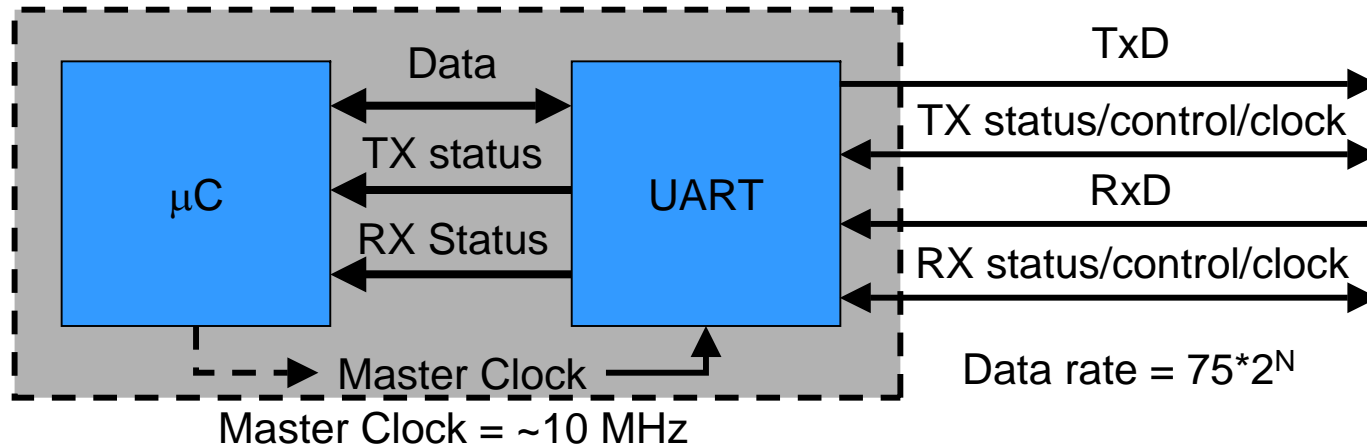 Data
TX status
μC
RX Status
UART
Master Clock
Master Clock = ~10 MHz
TxD
TX status/control/clock
RxD
RX status/control/clock
Data rate = 75*2ᴺ